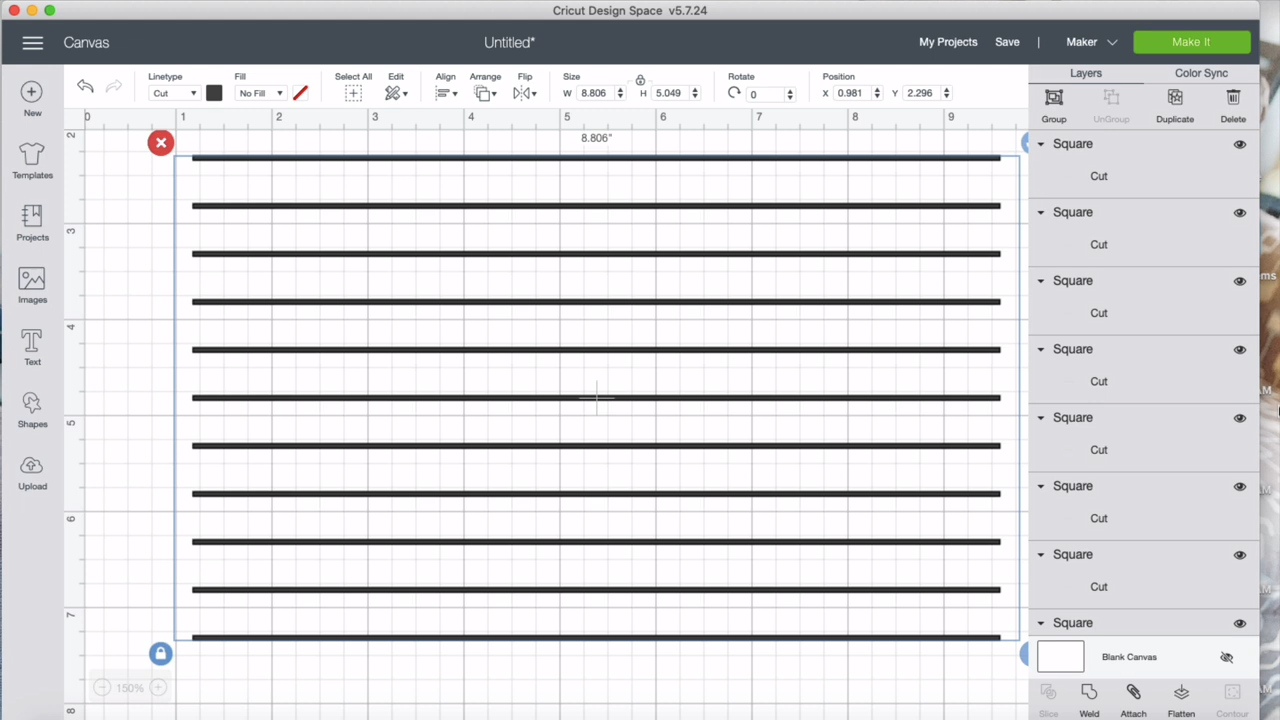 Cricut Design Space v5.7.24
Canvas
Untitled*
My Projects Save | Maker Make It
Linetype Fill Select All Edit Align Arrange Flip Size Rotate Position
Cut No Fill W 8.806 H 5.049 0 X 0.981 Y 2.296
Layers Color Sync
Group UnGroup Duplicate Delete
New
Templates
Projects
Images
Text
Shapes
Upload
0 1 2 3 4 5 6 7 8 9
8.806"
2
3
4
5
6
7
8
150%
Square
Cut
Square
Cut
Square
Cut
Square
Cut
Square
Cut
Square
Cut
Square
Cut
Square
Blank Canvas
Slice Weld Attach Flatten Contour